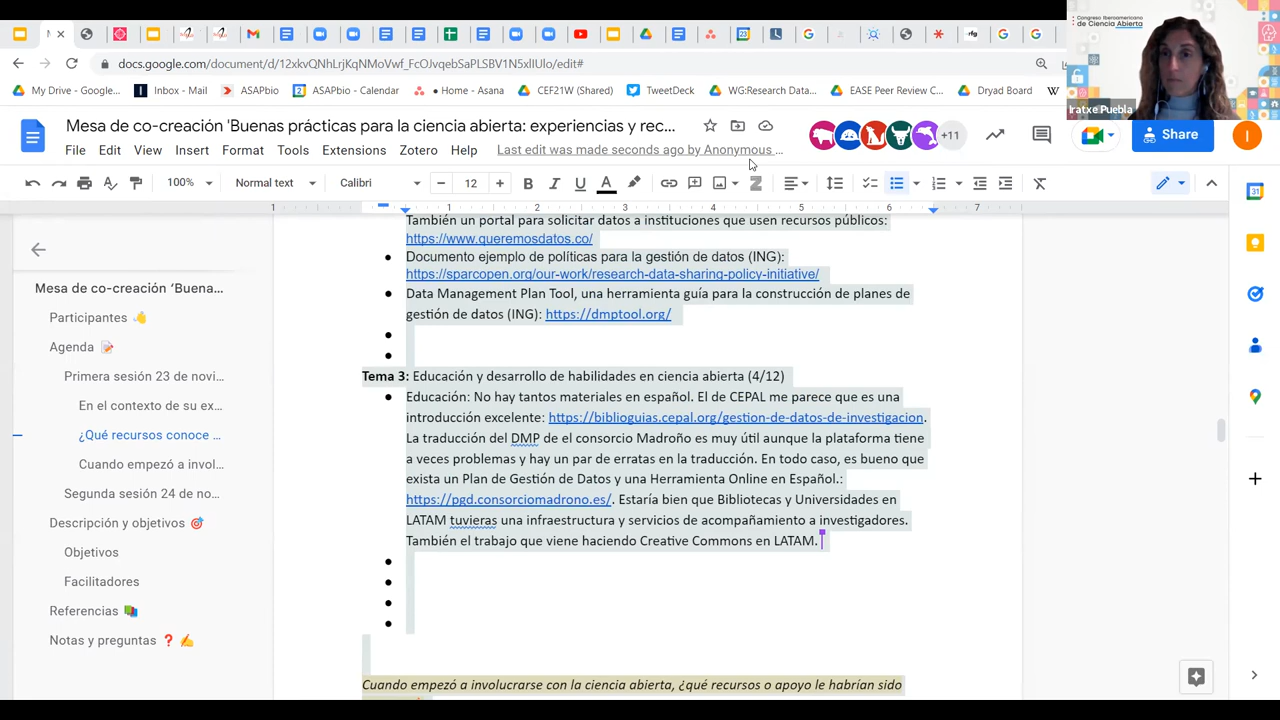 Congreso Iberoamericano
de Ciencia Abierta
Iratxe Puebla
docs.google.com/document/d/12xkvQNhLrjKqNMoVwf_FcOJvqebSaPLSBV1N5xIIUlo/edit#
My Drive - Google... Inbox - Mail ASAPbio ASAPbio - Calendar • Home - Asana CEF21W (Shared) TweetDeck WG:Research Data... EASE Peer Review C... Dryad Board
Mesa de co-creación 'Buenas prácticas para la ciencia abierta: experiencias y rec...
+11
Share
File Edit View Insert Format Tools Extensions Zotero Help Last edit was made seconds ago by Anonymous ...
100% Normal text Calibri 12
1 1 2 3 4 5 6 7
Mesa de co-creación ‘Buena...
Participantes
Agenda
Primera sesión 23 de novi...
En el contexto de su ex...
¿Qué recursos conoce ...
Cuando empezó a invol...
Segunda sesión 24 de no...
Descripción y objetivos
Objetivos
Facilitadores
Referencias
Notas y preguntas
También un portal para solicitar datos a instituciones que usen recursos públicos:
https://www.queremosdatos.co/
● Documento ejemplo de políticas para la gestión de datos (ING):
https://sparcopen.org/our-work/research-data-sharing-policy-initiative/
● Data Management Plan Tool, una herramienta guía para la construcción de planes de
gestión de datos (ING): https://dmptool.org/
Tema 3: Educación y desarrollo de habilidades en ciencia abierta (4/12)
● Educación: No hay tantos materiales en español. El de CEPAL me parece que es una
introducción excelente: https://biblioguias.cepal.org/gestion-de-datos-de-investigacion.
La traducción del DMP de el consorcio Madroño es muy útil aunque la plataforma tiene
a veces problemas y hay un par de erratas en la traducción. En todo caso, es bueno que
exista un Plan de Gestión de Datos y una Herramienta Online en Español.:
https://pgd.consorciomadrono.es/. Estaría bien que Bibliotecas y Universidades en
LATAM tuvieras una infraestructura y servicios de acompañamiento a investigadores.
También el trabajo que viene haciendo Creative Commons en LATAM.
Cuando empezó a involucrarse con la ciencia abierta, ¿qué recursos o apoyo le habrían sido